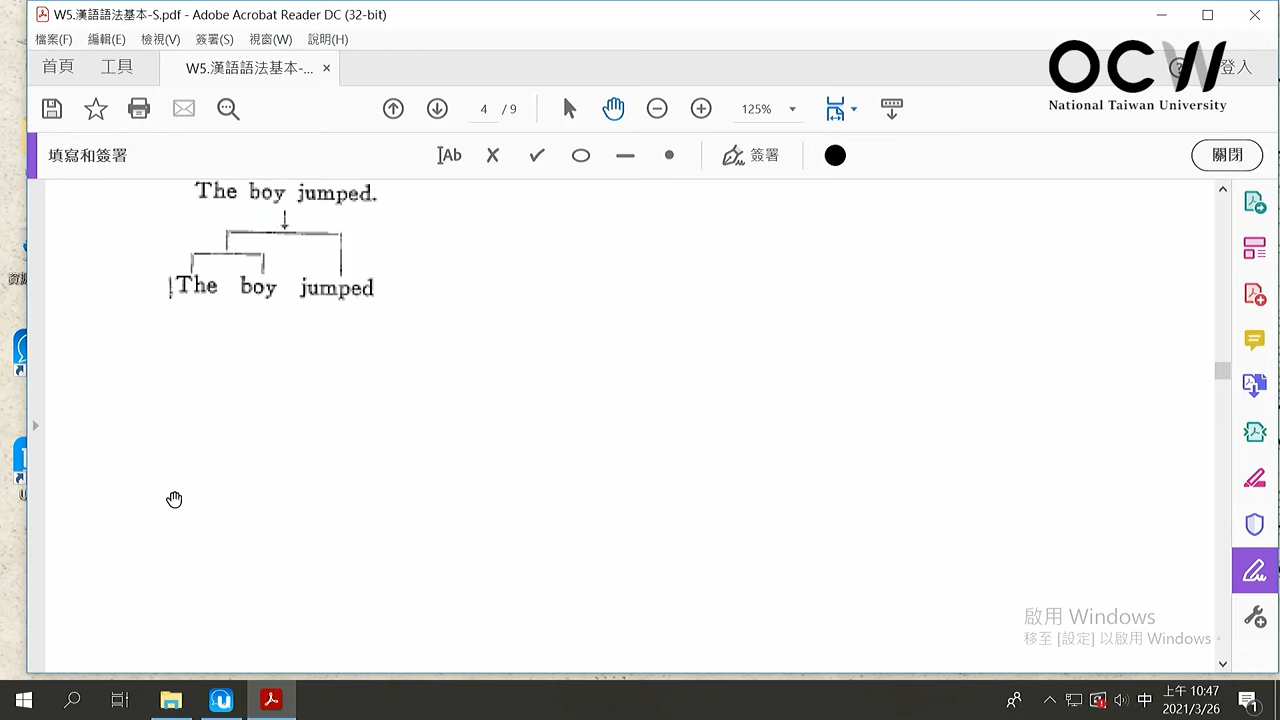 W5.漢語語法基本-S.pdf - Adobe Acrobat Reader DC (32-bit)
檔案(F) 編輯(E) 檢視(V) 簽署(S) 視窗(W) 說明(H)
首頁 工具 W5.漢語語法基本-... × 登入
OCW
National Taiwan University
4 / 9 125%
填寫和簽署 Ab 簽署 關閉
The boy jumped.
The boy jumped
啟用 Windows
移至 [設定] 以啟用 Windows。
中 上午 10:47
2021/3/26 1